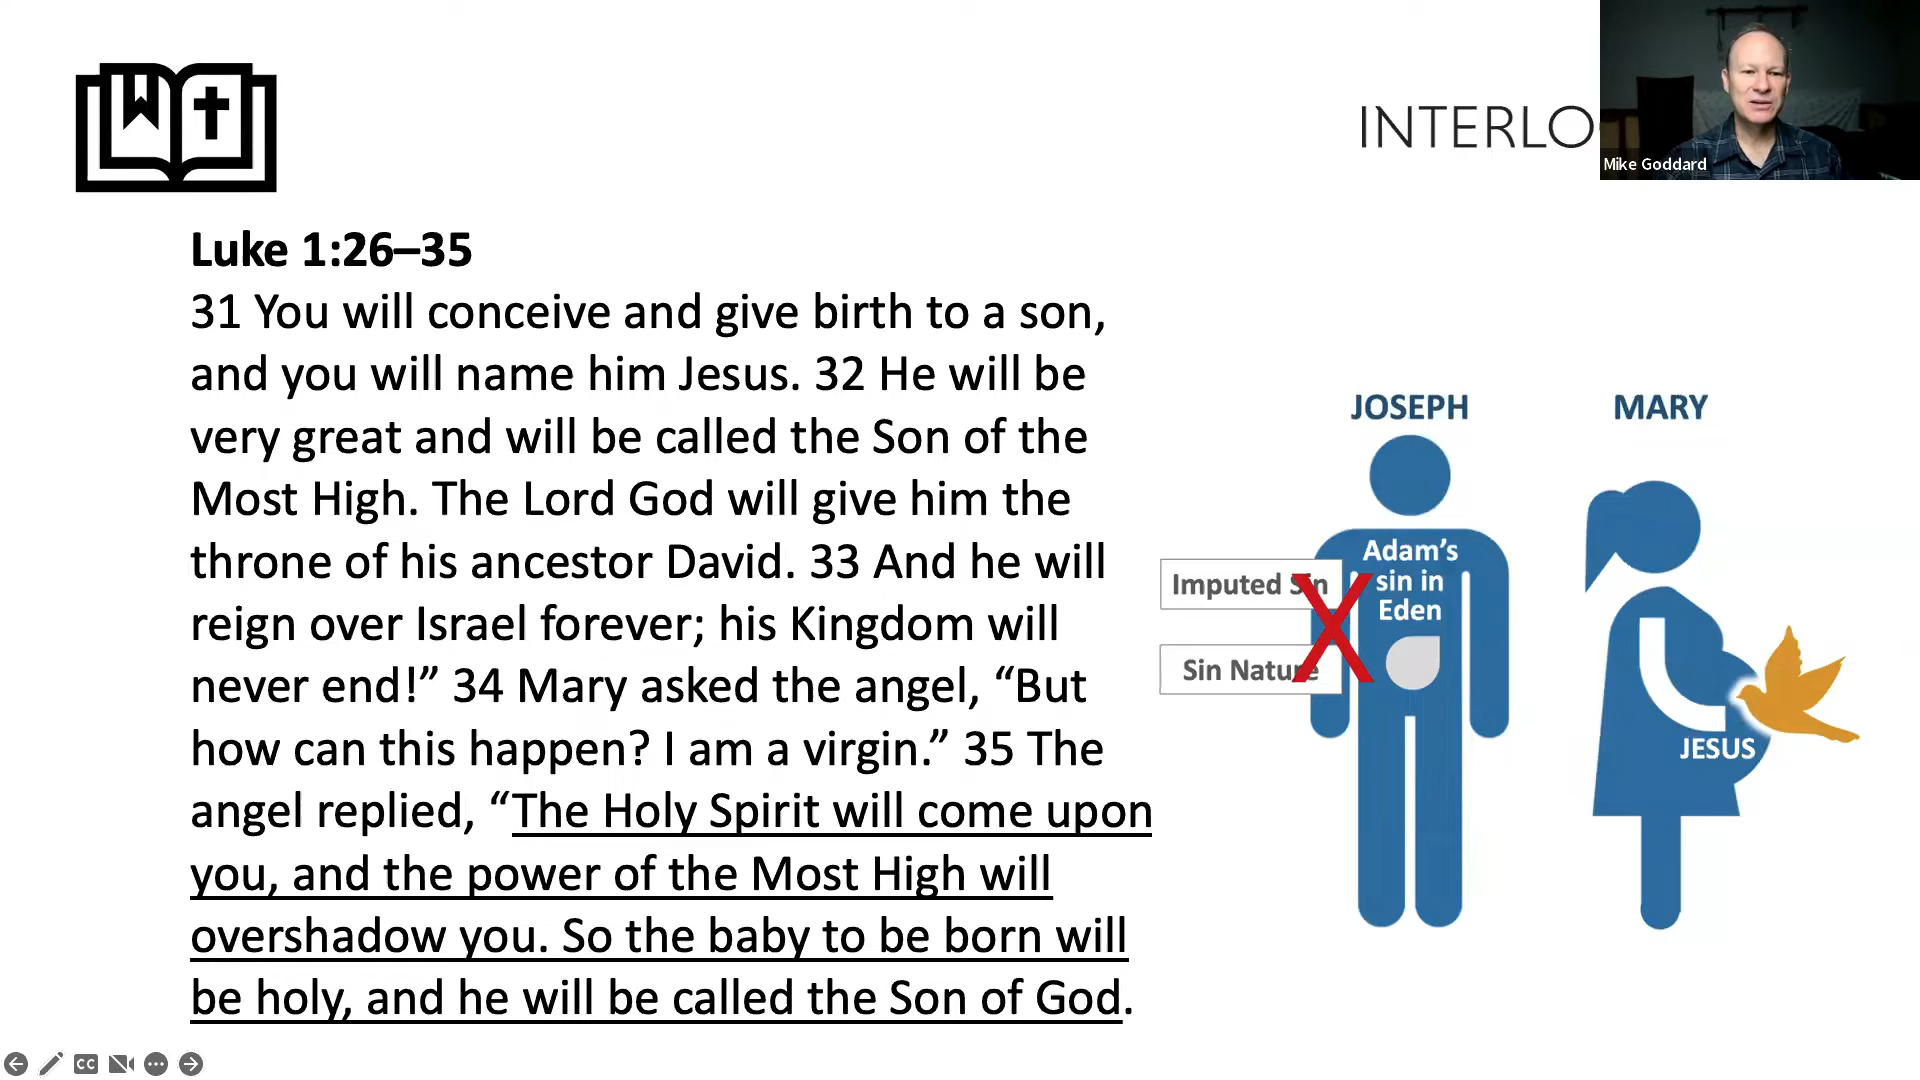 INTERLO
Mike Goddard
Luke 1:26–35
31 You will conceive and give birth to a son,
and you will name him Jesus. 32 He will be
very great and will be called the Son of the
Most High. The Lord God will give him the
throne of his ancestor David. 33 And he will
reign over Israel forever; his Kingdom will
never end!” 34 Mary asked the angel, “But
how can this happen? I am a virgin.” 35 The
angel replied, “The Holy Spirit will come upon
you, and the power of the Most High will
overshadow you. So the baby to be born will
be holy, and he will be called the Son of God.
JOSEPH
MARY
Adam’s
sin in
Eden
Imputed Sin
Sin Nature
X
JESUS
CC